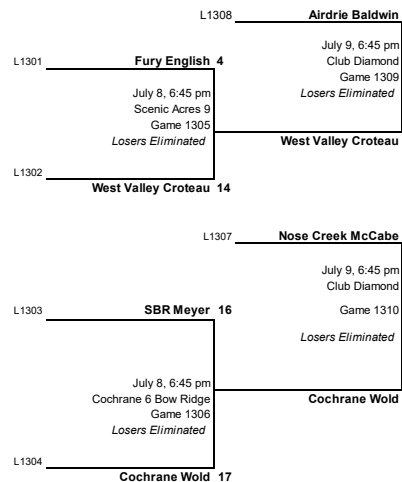 L1308 Airdrie Baldwin
July 9, 6:45 pm
L1301 Fury English 4 Club Diamond
Game 1309
July 8, 6:45 pm Losers Eliminated
Scenic Acres 9
Game 1305
Losers Eliminated West Valley Croteau
L1302
West Valley Croteau 14
L1307 Nose Creek McCabe
July 9, 6:45 pm
Club Diamond
L1303 SBR Meyer 16 Game 1310
Losers Eliminated
July 8, 6:45 pm
Cochrane 6 Bow Ridge Cochrane Wold
Game 1306
Losers Eliminated
L1304
Cochrane Wold 17